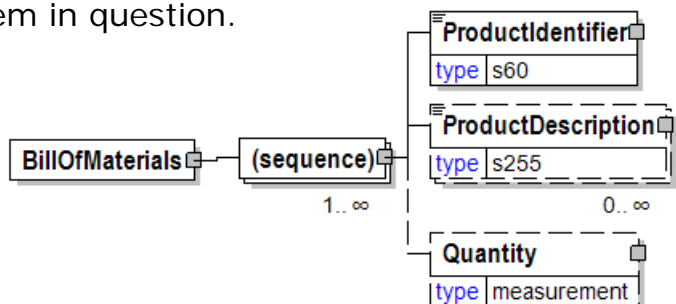 em in question.
ProductIdentifier
type s60
ProductDescription
type s255
0.. ∞
BillOfMaterials
(sequence)
1.. ∞
Quantity
type measurement